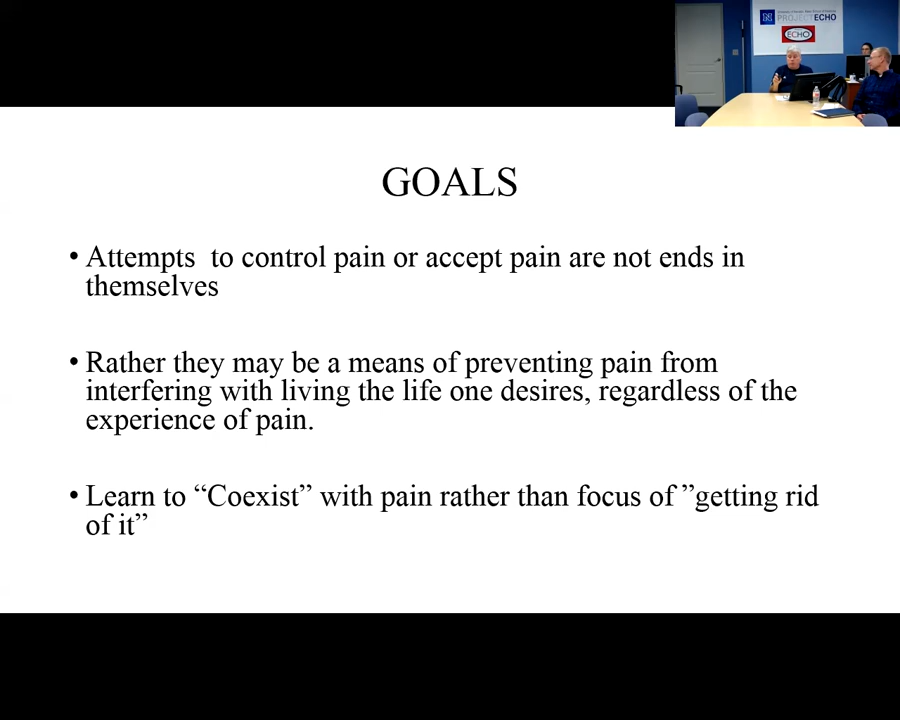 PROJECT ECHO
ECHO
GOALS
• Attempts  to control pain or accept pain are not ends in
themselves
• Rather they may be a means of preventing pain from
interfering with living the life one desires, regardless of the
experience of pain.
• Learn to “Coexist” with pain rather than focus of ”getting rid
of it”